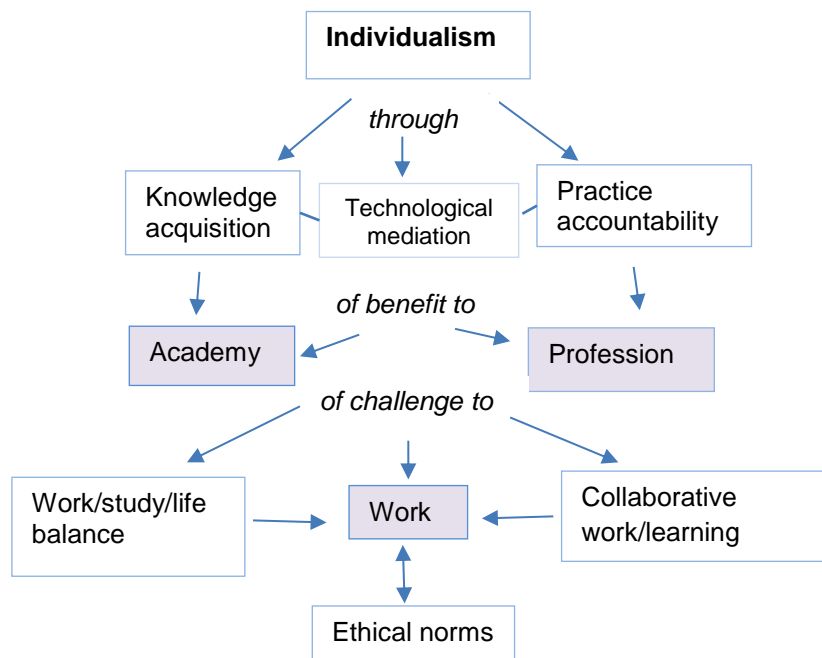 Individualism
through
Knowledge
acquisition
Technological
mediation
Practice
accountability
of benefit to
Academy
Profession
of challenge to
Work/study/life
balance
Work
Collaborative
work/learning
Ethical norms